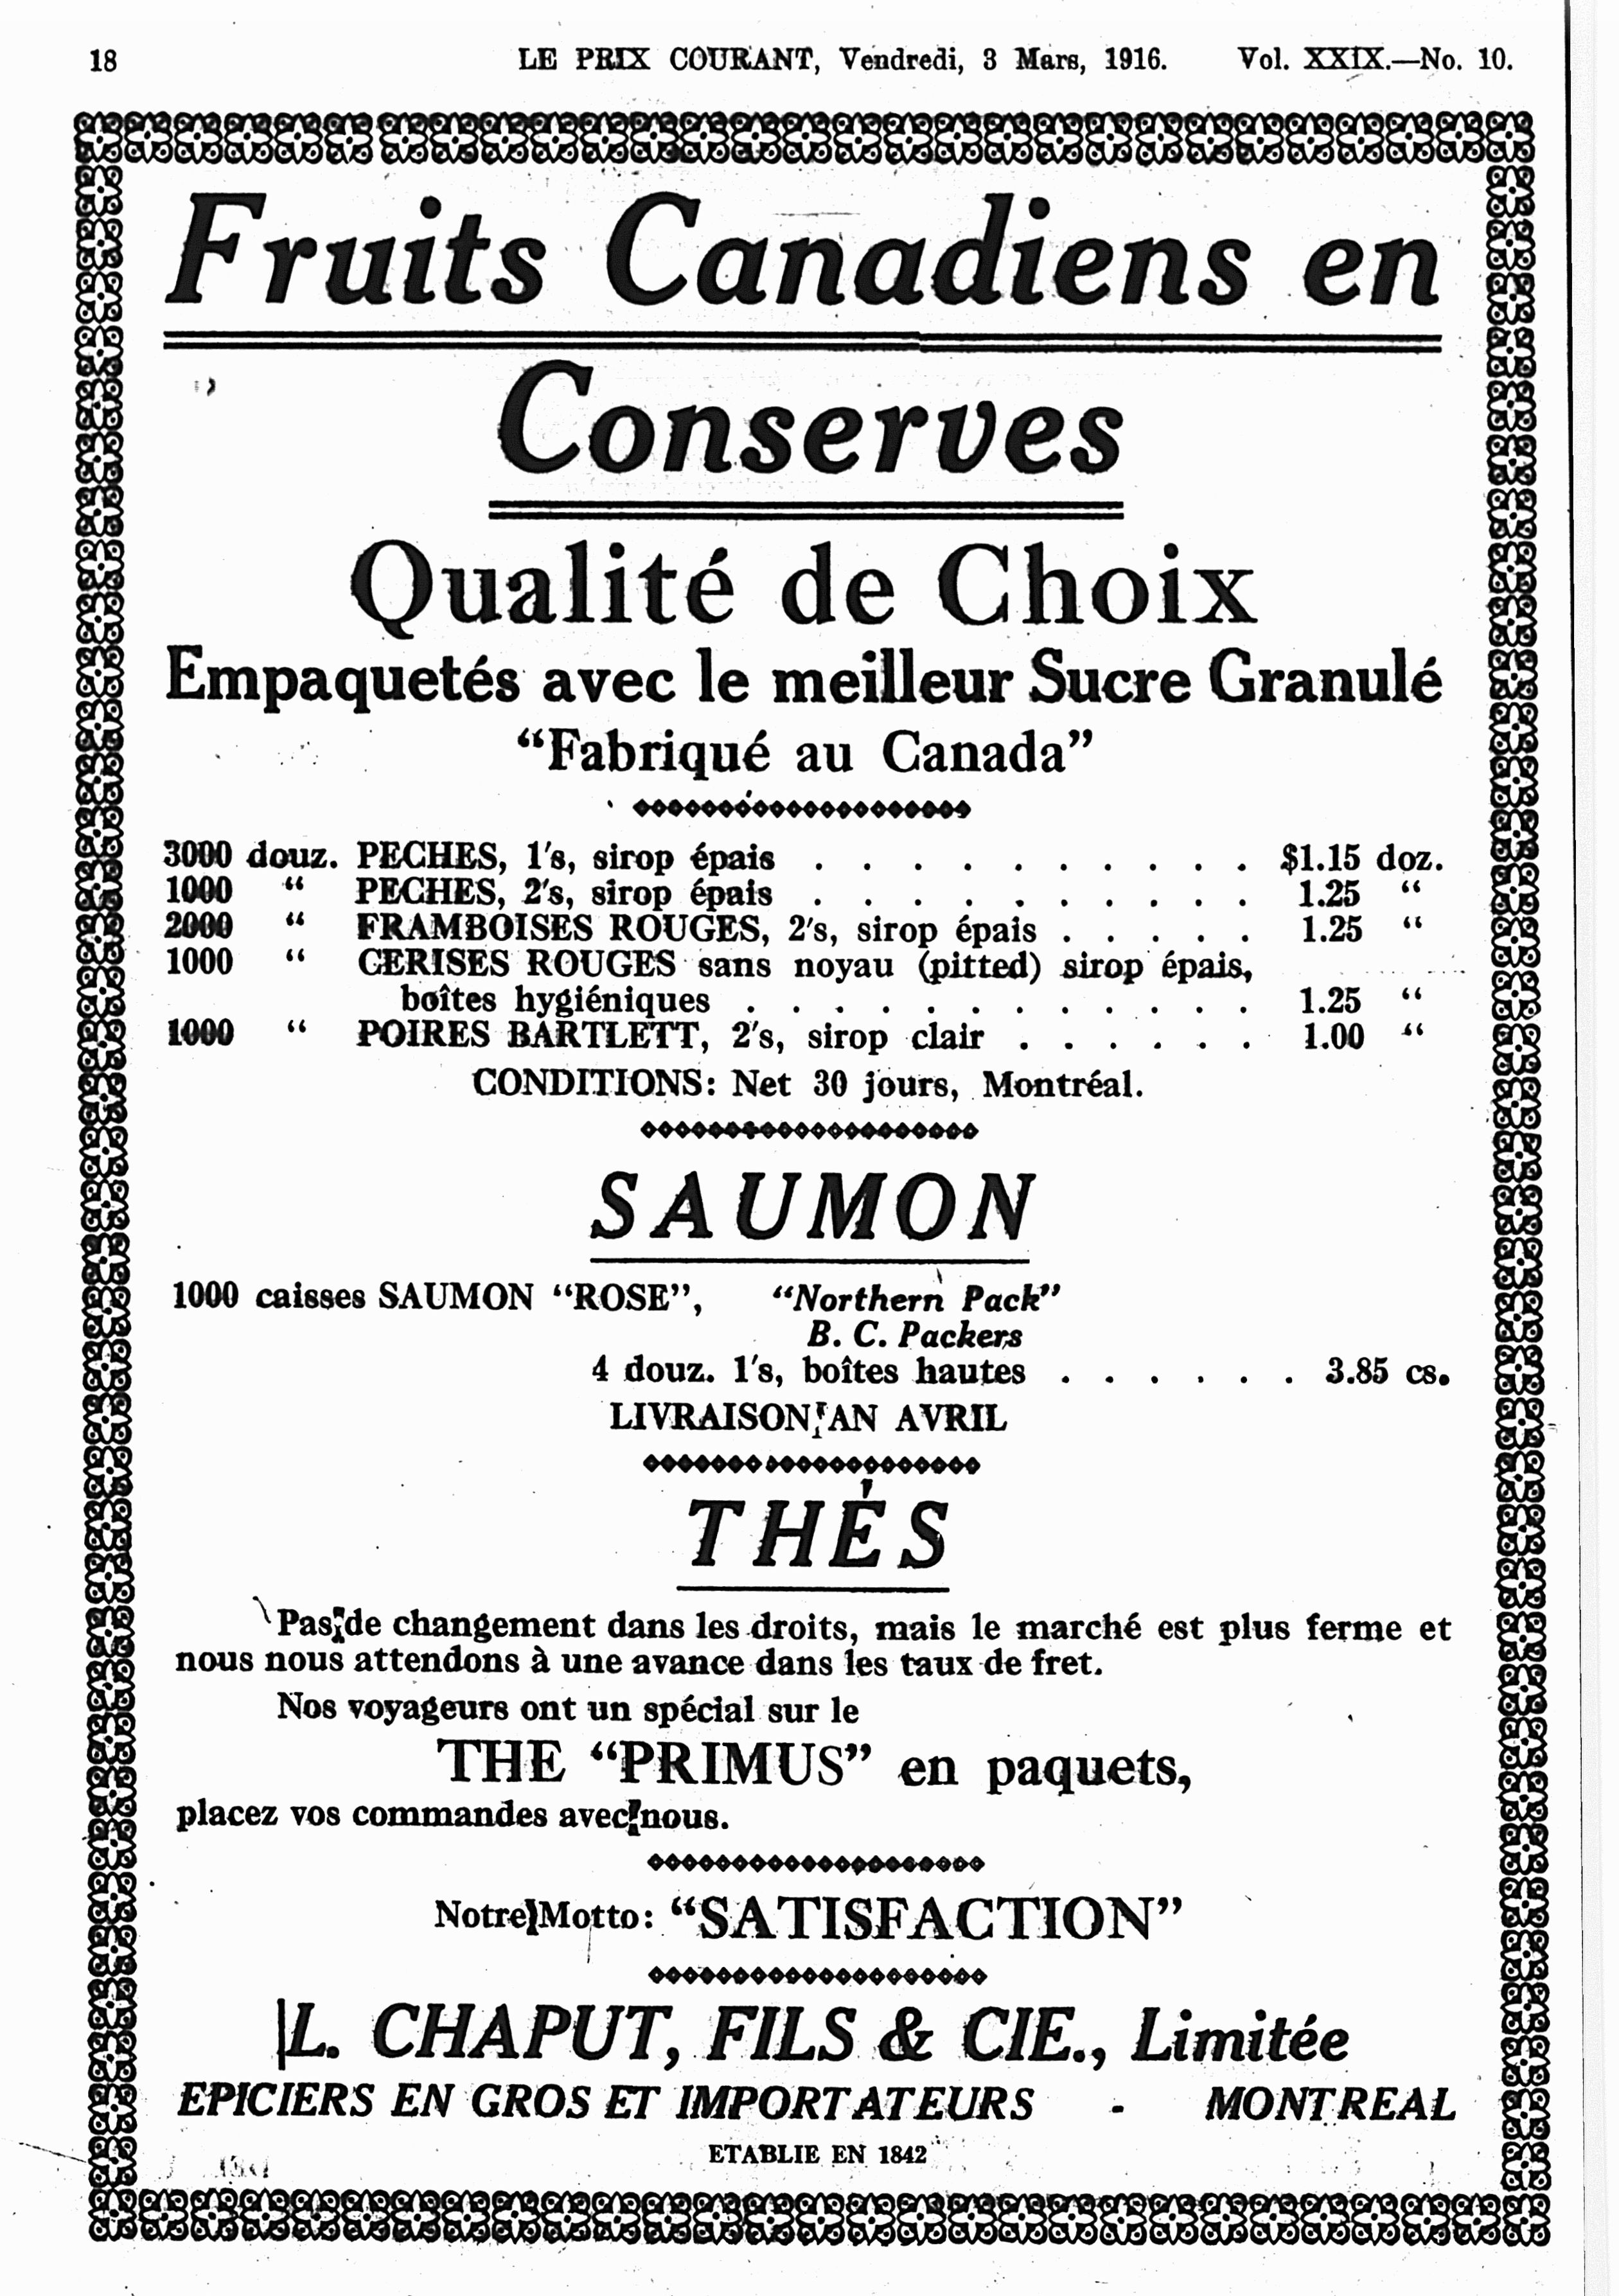 18 LE PRIX COURANT, Vendredi, 3 Mars, 1916. Vol. XXIX.—No. 10.
Fruits Canadiens en
Conserves
Qualité de Choix
Empaquetés avec le meilleur Sucre Granulé
“Fabriqué au Canada”
3000 douz. PECHES, 1's, sirop épais . . . . . . . . . . $1.15 doz.
1000 “ PECHES, 2's, sirop épais . . . . . . . . . . 1.25 “
2000 “ FRAMBOISES ROUGES, 2's, sirop épais . . . . . 1.25 “
1000 “ CERISES ROUGES sans noyau (pitted) sirop épais,
boîtes hygiéniques . . . . . . . . . . . . 1.25 “
1000 “ POIRES BARTLETT, 2's, sirop clair . . . . . . 1.00 “
CONDITIONS: Net 30 jours, Montréal.
SAUMON
1000 caisses SAUMON “ROSE”, “Northern Pack”
B. C. Packers
4 douz. 1's, boîtes hautes . . . . . . 3.85 cs.
LIVRAISON AN AVRIL
THÉS
Pas de changement dans les droits, mais le marché est plus ferme et
nous nous attendons à une avance dans les taux de fret.
Nos voyageurs ont un spécial sur le
THE “PRIMUS” en paquets,
placez vos commandes avec nous.
Notre Motto: “SATISFACTION”
L. CHAPUT, FILS & CIE., Limitée
EPICIERS EN GROS ET IMPORTATEURS - MONTREAL
ETABLIE EN 1842